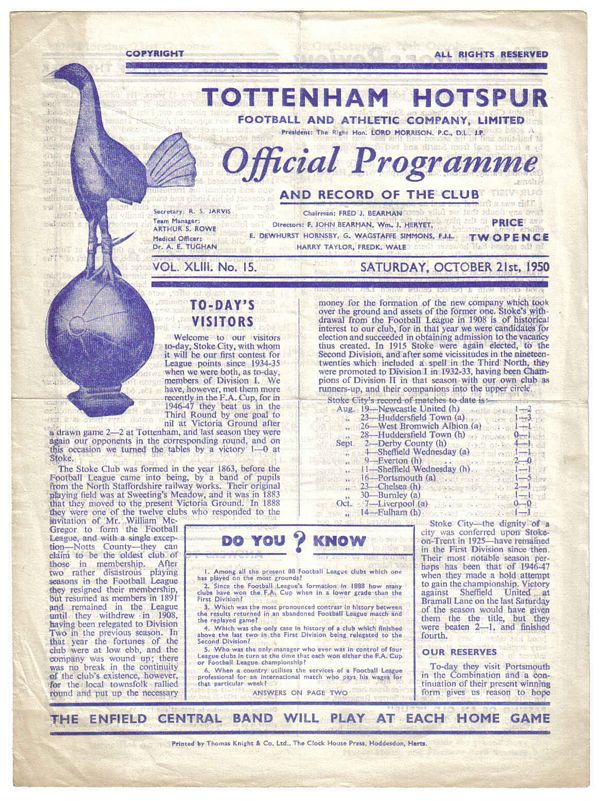 COPYRIGHT ALL RIGHTS RESERVED
TOTTENHAM HOTSPUR
FOOTBALL AND ATHLETIC COMPANY, LIMITED
President: The Right Hon. LORD MORRISON, P.C., D.L., J.P.
Official Programme
AND RECORD OF THE CLUB
Secretary: R. S. JARVIS
Team Manager:
ARTHUR S. ROWE
Medical Officer:
Dr. A. E. TUGHAN
Chairman: FRED J. BEARMAN
Directors: F. JOHN BEARMAN, Wm. J. HERYET,
E. DEWHURST HORNSBY, G. WAGSTAFFE SIMMONS, F.J.I.
HARRY TAYLOR, FREDK. WALE
PRICE
TWOPENCE
VOL. XLIII. No. 15. SATURDAY, OCTOBER 21st, 1950
TO-DAY'S
VISITORS
Welcome to our visitors
to-day, Stoke City, with whom
it will be our first contest for
League points since 1934-35
when we were both, as to-day,
members of Division I. We
have, however, met them more
recently in the F.A. Cup, for in
1946-47 they beat us in the
Third Round by one goal to
nil at Victoria Ground after
a drawn game 2—2 at Tottenham, and last season they were
again our opponents in the corresponding round, and on
this occasion we turned the tables by a victory 1—0 at
Stoke.
The Stoke Club was formed in the year 1863, before the
Football League came into being, by a band of pupils
from the North Staffordshire railway works. Their original
playing field was at Sweeting's Meadow, and it was in 1883
that they moved to the present Victoria Ground. In 1888
they were one of the twelve clubs who responded to the
invitation of Mr. William Mc-
Gregor to form the Football
League, and with a single excep-
tion—Notts County—they can
claim to be the oldest club of
those in membership. After
two rather disastrous playing
seasons in the Football League
they resigned their membership,
but returned as members in 1891
and remained in the League
until they withdrew in 1908,
having been relegated to Division
Two in the previous season. In
that year the fortunes of the
club were at low ebb, and the
company was wound up; there
was no break in the continuity
of the club's existence, however,
for the local townsfolk rallied
round and put up the necessary
money for the formation of the new company which took
over the ground and assets of the former one. Stoke's with-
drawal from the Football League in 1908 is of historical
interest to our club, for in that year we were candidates for
election and succeeded in obtaining admission to the vacancy
thus created. In 1915 Stoke were again elected, to the
Second Division, and after some vicissitudes in the nineteen-
twenties which included a spell in the Third North, they
were promoted to Division I in 1932-33, having been Cham-
pions of Division II in that season with our own club as
runners-up, and their companions into the upper circle.
Stoke City's record of matches to date is:—
Aug. 19—Newcastle United (h) 1—2
„ 23—Huddersfield Town (a) 1—3
„ 26—West Bromwich Albion (a) 1—1
„ 28—Huddersfield Town (h) 0—1
Sept. 2—Derby County (h) 4—1
„ 4—Sheffield Wednesday (a) 1—1
„ 9—Everton (h) 2—0
„ 11—Sheffield Wednesday (h) 1—1
„ 16—Portsmouth (a) 1—5
„ 23—Chelsea (h) 2—1
„ 30—Burnley (a) 1—1
Oct. 7—Liverpool (a) 0—0
„ 14—Fulham (h) 1—1
Stoke City—the dignity of a
city was conferred upon Stoke-
on-Trent in 1925—have remained
in the First Division since then.
Their most notable season per-
haps has been that of 1946-47
when they made a bold attempt
to gain the championship. Victory
against Sheffield United at
Bramall Lane on the last Saturday
of the season would have given
them the the title, but they
were beaten 2—1, and finished
fourth.
OUR RESERVES
To-day they visit Portsmouth
in the Combination and a con-
tinuation of their present winning
form gives us reason to hope
DO YOU ? KNOW
1. Among all the present 88 Football League clubs which one
has played on the most grounds?
2. Since the Football League's formation in 1888 how many
clubs have won the F.A. Cup when in a lower grade than the
First Division?
3. Which was the most pronounced contrast in history between
the results returned in an abandoned Football League match and
the replayed game?
4. Which was the only case in history of a club which finished
above the last two in the First Division being relegated to the
Second Division?
5. Who was the only manager who ever was in control of four
League clubs in turn at the time that each won either the F.A. Cup
or Football League championship?
6. When a country utilises the services of a Football League
professional for an international match who pays his wages for
that particular week?
ANSWERS ON PAGE TWO
THE ENFIELD CENTRAL BAND WILL PLAY AT EACH HOME GAME
Printed by Thomas Knight & Co. Ltd., The Clock House Press, Hoddesdon, Herts.